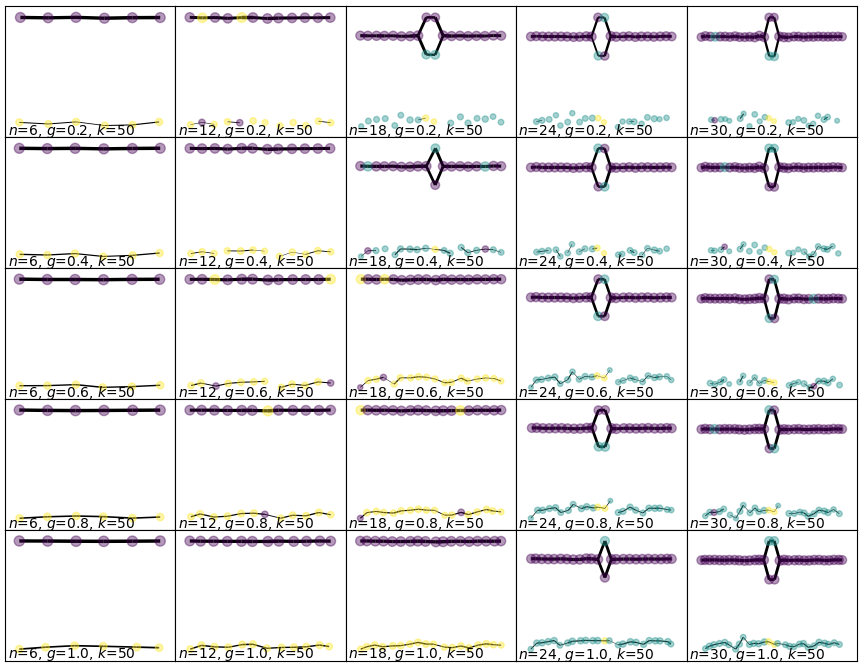 n=6, g=0.2, k=50
n=12, g=0.2, k=50
n=18, g=0.2, k=50
n=24, g=0.2, k=50
n=30, g=0.2, k=50
n=6, g=0.4, k=50
n=12, g=0.4, k=50
n=18, g=0.4, k=50
n=24, g=0.4, k=50
n=30, g=0.4, k=50
n=6, g=0.6, k=50
n=12, g=0.6, k=50
n=18, g=0.6, k=50
n=24, g=0.6, k=50
n=30, g=0.6, k=50
n=6, g=0.8, k=50
n=12, g=0.8, k=50
n=18, g=0.8, k=50
n=24, g=0.8, k=50
n=30, g=0.8, k=50
n=6, g=1.0, k=50
n=12, g=1.0, k=50
n=18, g=1.0, k=50
n=24, g=1.0, k=50
n=30, g=1.0, k=50